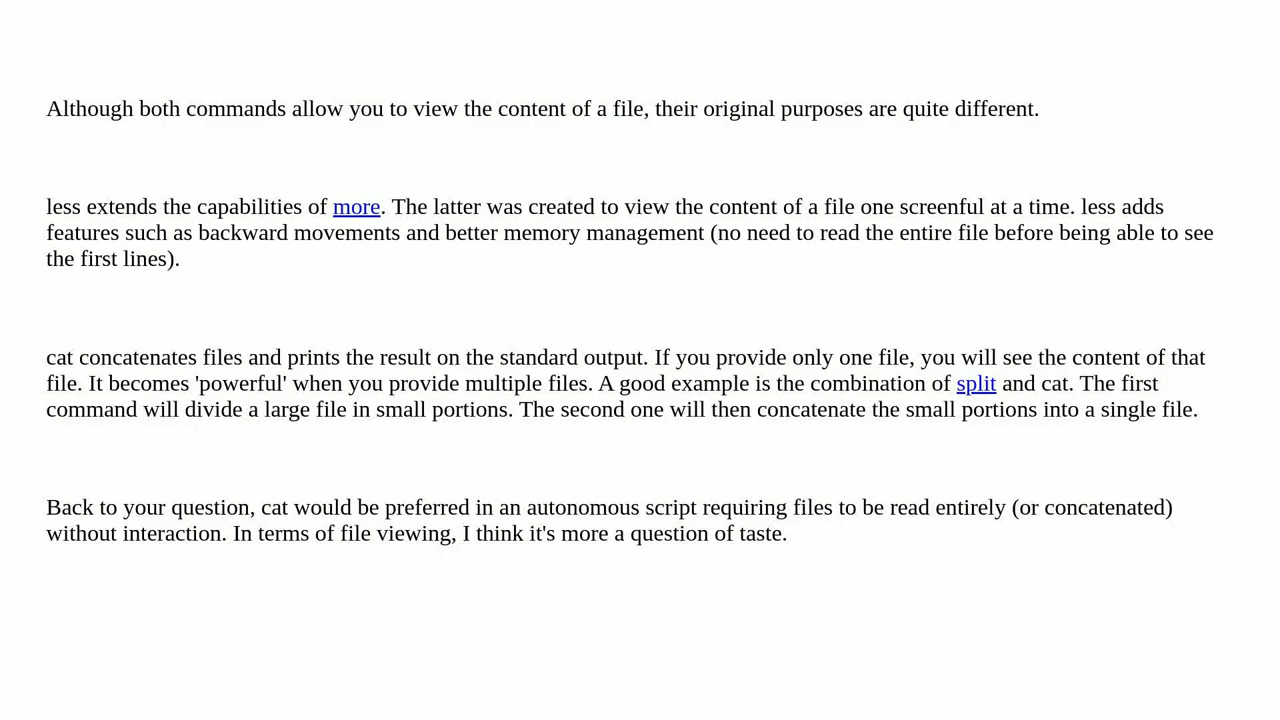 Although both commands allow you to view the content of a file, their original purposes are quite different.
less extends the capabilities of more. The latter was created to view the content of a file one screenful at a time. less adds
features such as backward movements and better memory management (no need to read the entire file before being able to see
the first lines).
cat concatenates files and prints the result on the standard output. If you provide only one file, you will see the content of that
file. It becomes 'powerful' when you provide multiple files. A good example is the combination of split and cat. The first
command will divide a large file in small portions. The second one will then concatenate the small portions into a single file.
Back to your question, cat would be preferred in an autonomous script requiring files to be read entirely (or concatenated)
without interaction. In terms of file viewing, I think it's more a question of taste.